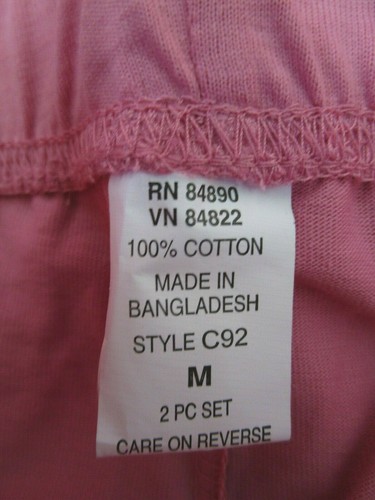 RN 84890
VN 84822
100% COTTON
MADE IN
BANGLADESH
STYLE C92
M
2 PC SET
CARE ON REVERSE